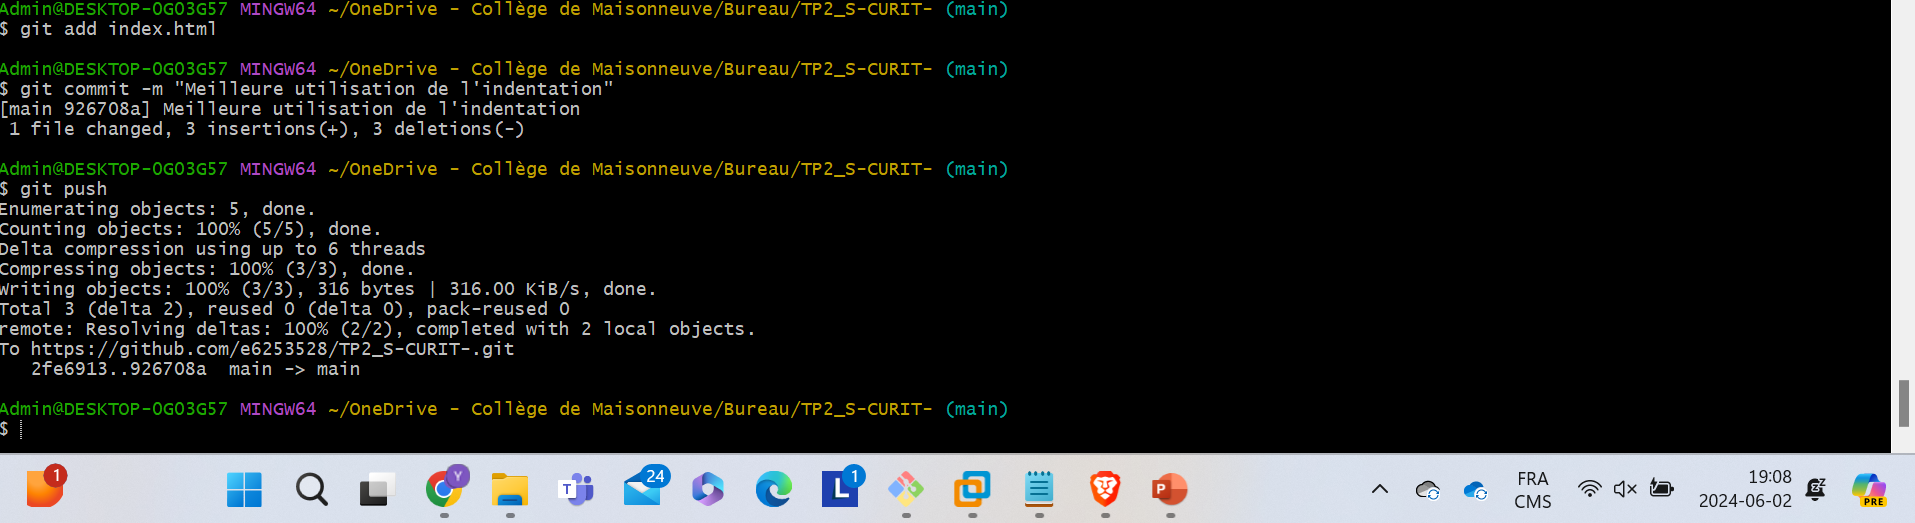 Admin@DESKTOP-0G03G57 MINGW64 ~/OneDrive - Collège de Maisonneuve/Bureau/TP2_S-CURIT- (main)
$ git add index.html
Admin@DESKTOP-0G03G57 MINGW64 ~/OneDrive - Collège de Maisonneuve/Bureau/TP2_S-CURIT- (main)
$ git commit -m "Meilleure utilisation de l'indentation"
[main 926708a] Meilleure utilisation de l'indentation
 1 file changed, 3 insertions(+), 3 deletions(-)
Admin@DESKTOP-0G03G57 MINGW64 ~/OneDrive - Collège de Maisonneuve/Bureau/TP2_S-CURIT- (main)
$ git push
Enumerating objects: 5, done.
Counting objects: 100% (5/5), done.
Delta compression using up to 6 threads
Compressing objects: 100% (3/3), done.
Writing objects: 100% (3/3), 316 bytes | 316.00 KiB/s, done.
Total 3 (delta 2), reused 0 (delta 0), pack-reused 0
remote: Resolving deltas: 100% (2/2), completed with 2 local objects.
To https://github.com/e6253528/TP2_S-CURIT-.git
   2fe6913..926708a  main -> main
Admin@DESKTOP-0G03G57 MINGW64 ~/OneDrive - Collège de Maisonneuve/Bureau/TP2_S-CURIT- (main)
$
1
Y
T
24
L
1
P
FRA
CMS
19:08
2024-06-02
zz
PRE